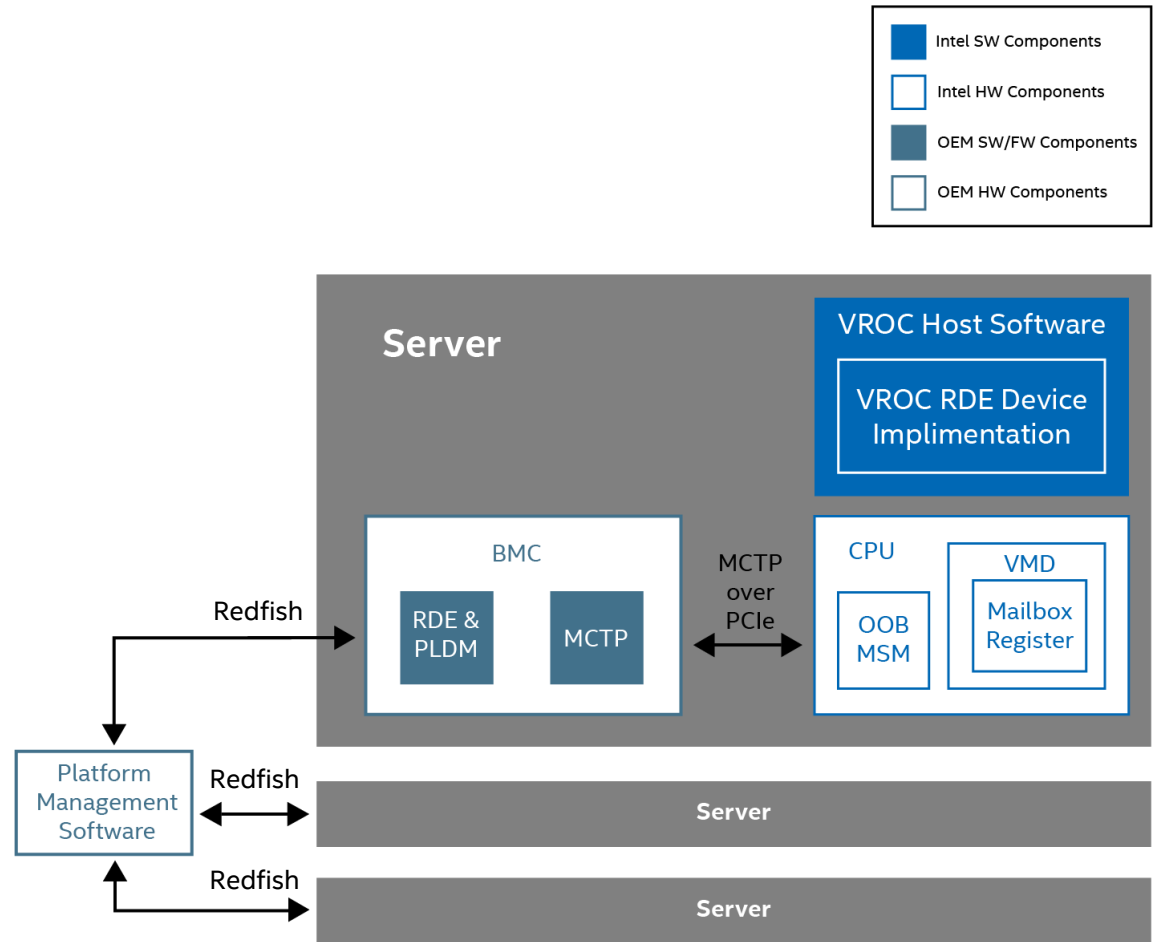 Intel SW Components
Intel HW Components
OEM SW/FW Components
OEM HW Components
Server
VROC Host Software
VROC RDE Device
Implimentation
BMC
RDE &
PLDM
MCTP
MCTP
over
PCIe
CPU
OOB
MSM
VMD
Mailbox
Register
Redfish
Platform
Management
Software
Redfish
Server
Redfish
Server